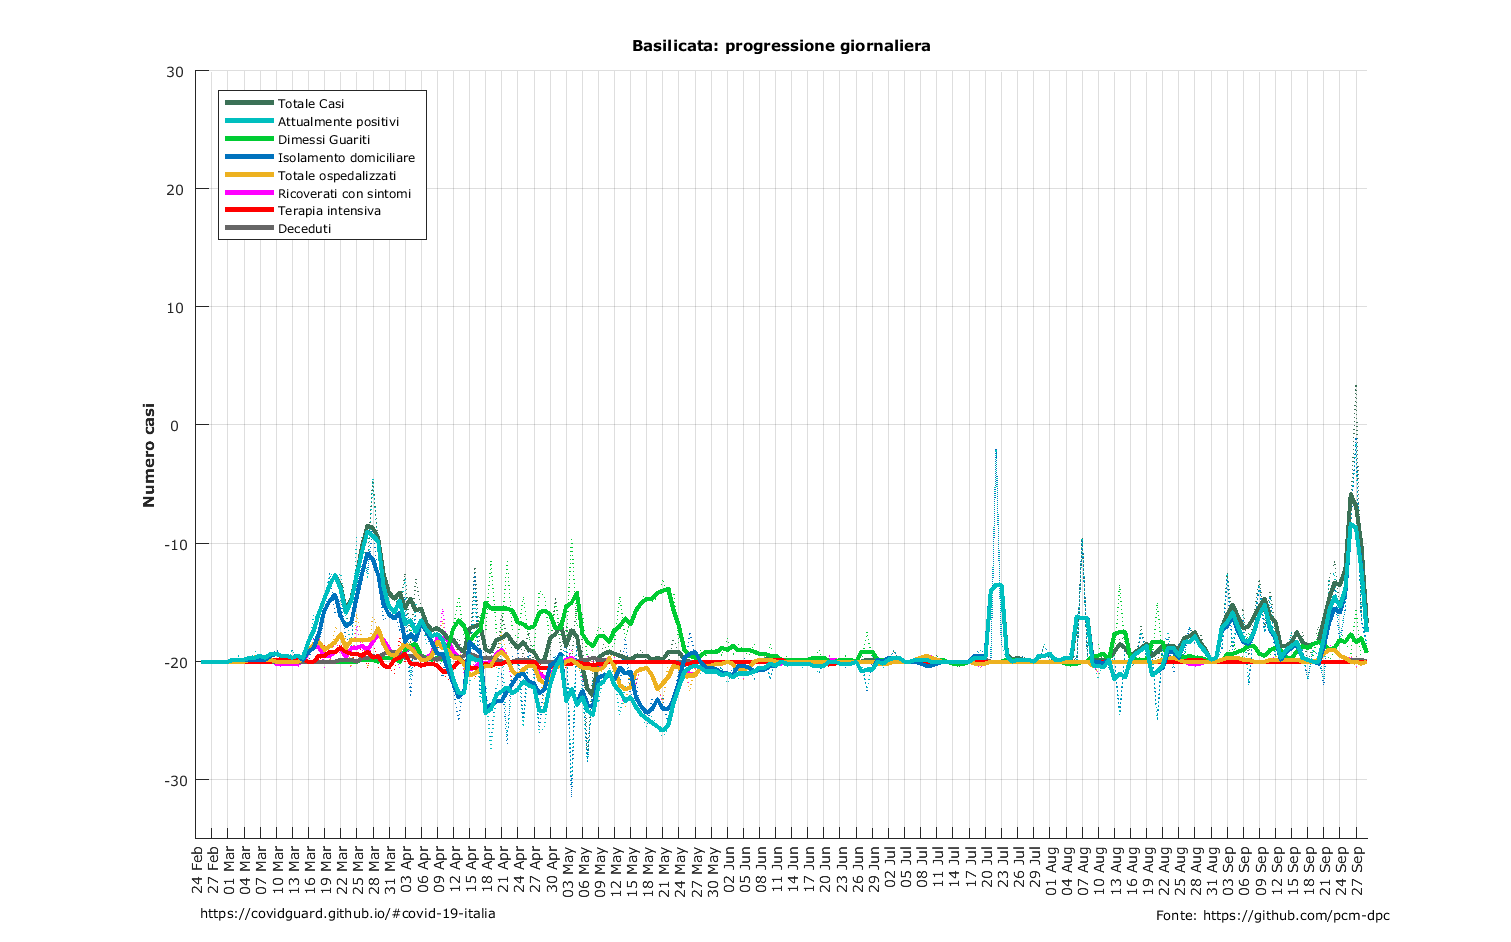 Basilicata: progressione giornaliera
30
20
10
0
-10
-20
-30
Numero casi
Totale Casi
Attualmente positivi
Dimessi Guariti
Isolamento domiciliare
Totale ospedalizzati
Ricoverati con sintomi
Terapia intensiva
Deceduti
24 Feb
27 Feb
01 Mar
04 Mar
07 Mar
10 Mar
13 Mar
16 Mar
19 Mar
22 Mar
25 Mar
28 Mar
31 Mar
03 Apr
06 Apr
09 Apr
12 Apr
15 Apr
18 Apr
21 Apr
24 Apr
27 Apr
30 Apr
03 May
06 May
09 May
12 May
15 May
18 May
21 May
24 May
27 May
30 May
02 Jun
05 Jun
08 Jun
11 Jun
14 Jun
17 Jun
20 Jun
23 Jun
26 Jun
29 Jun
02 Jul
05 Jul
08 Jul
11 Jul
14 Jul
17 Jul
20 Jul
23 Jul
26 Jul
29 Jul
01 Aug
04 Aug
07 Aug
10 Aug
13 Aug
16 Aug
19 Aug
22 Aug
25 Aug
28 Aug
31 Aug
03 Sep
06 Sep
09 Sep
12 Sep
15 Sep
18 Sep
21 Sep
24 Sep
27 Sep
https://covidguard.github.io/#covid-19-italia
Fonte: https://github.com/pcm-dpc